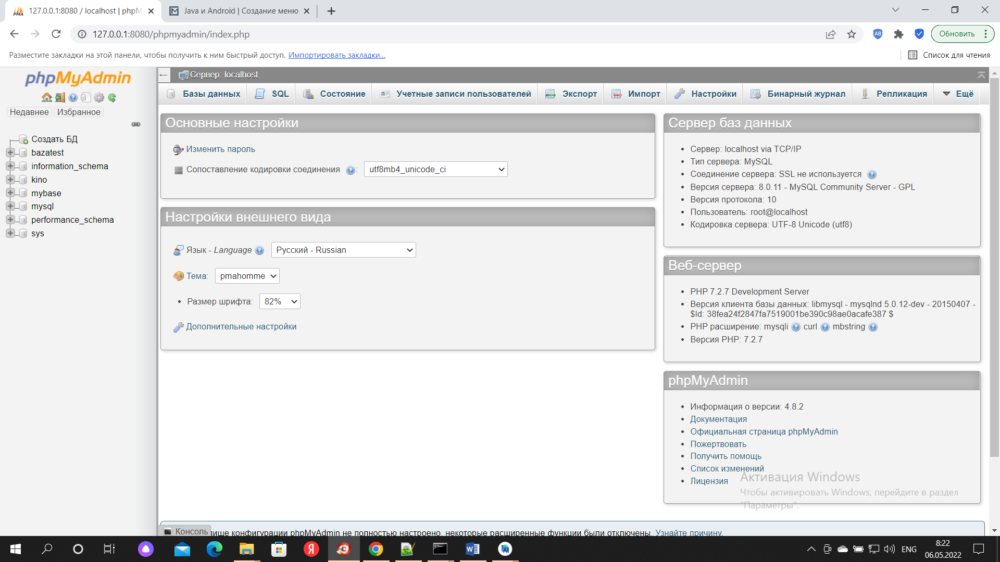 127.0.0.1:8080 / localhost | phpM
Java и Android | Создание меню
127.0.0.1:8080/phpmyadmin/index.php
AB
Обновить
Разместите закладки на этой панели, чтобы получить к ним быстрый доступ. Импортировать закладки...
Список для чтения
phpMyAdmin
Недавнее Избранное
Создать БД
bazatest
information_schema
kino
mybase
mysql
performance_schema
sys
Сервер: localhost
Базы данных SQL Состояние Учетные записи пользователей Экспорт Импорт Настройки Бинарный журнал Репликация Ещё
Основные настройки
Изменить пароль
Сопоставление кодировки соединения : utf8mb4_unicode_ci
Настройки внешнего вида
Язык - Language Русский - Russian
Тема: pmahomme
Размер шрифта: 82%
Дополнительные настройки
Сервер баз данных
Сервер: localhost via TCP/IP
Тип сервера: MySQL
Соединение сервера: SSL не используется
Версия сервера: 8.0.11 - MySQL Community Server - GPL
Версия протокола: 10
Пользователь: root@localhost
Кодировка сервера: UTF-8 Unicode (utf8)
Веб-сервер
PHP 7.2.7 Development Server
Версия клиента базы данных: libmysql - mysqlnd 5.0.12-dev - 20150407 -
$Id: 38fea24f2847fa7519001be390c98ae0acafe387 $
PHP расширение: mysqli curl mbstring
Версия PHP: 7.2.7
phpMyAdmin
Информация о версии: 4.8.2
Документация
Официальная страница phpMyAdmin
Пожертвовать
Получить помощь
Список изменений
Лицензия
Активация Windows
Чтобы активировать Windows, перейдите в раздел
"Параметры".
Консоль
ище конфигурации phpMyAdmin не полностью настроено, некоторые расширенные функции были отключены. Узнайте причину.
ENG
8:22
06.05.2022